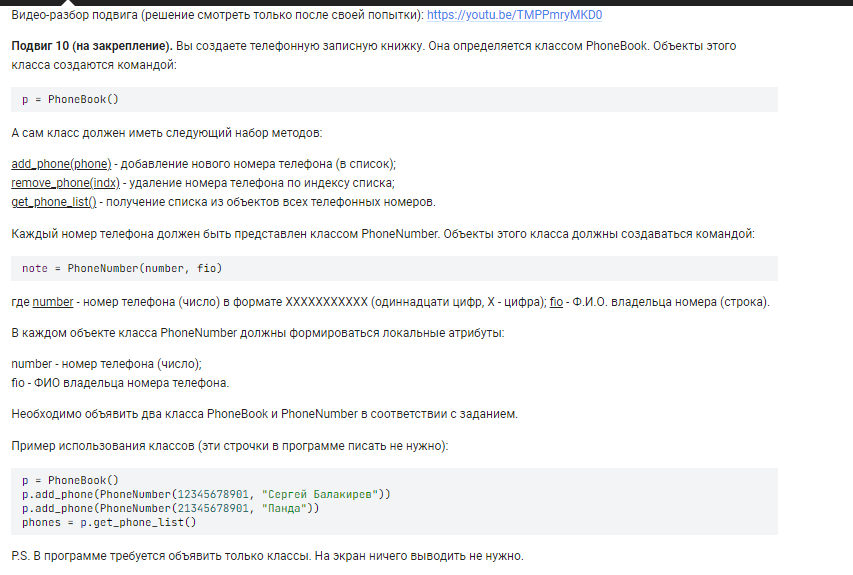 Видео-разбор подвига (решение смотреть только после своей попытки): https://youtu.be/TMPPmryMKD0
Подвиг 10 (на закрепление). Вы создаете телефонную записную книжку. Она определяется классом PhoneBook. Объекты этого
класса создаются командой:
p = PhoneBook()
А сам класс должен иметь следующий набор методов:
add_phone(phone) - добавление нового номера телефона (в список);
remove_phone(indx) - удаление номера телефона по индексу списка;
get_phone_list() - получение списка из объектов всех телефонных номеров.
Каждый номер телефона должен быть представлен классом PhoneNumber. Объекты этого класса должны создаваться командой:
note = PhoneNumber(number, fio)
где number - номер телефона (число) в формате XXXXXXXXXXX (одиннадцати цифр, X - цифра); fio - Ф.И.О. владельца номера (строка).
В каждом объекте класса PhoneNumber должны формироваться локальные атрибуты:
number - номер телефона (число);
fio - ФИО владельца номера телефона.
Необходимо объявить два класса PhoneBook и PhoneNumber в соответствии с заданием.
Пример использования классов (эти строчки в программе писать не нужно):
p = PhoneBook()
p.add_phone(PhoneNumber(12345678901, "Сергей Балакирев"))
p.add_phone(PhoneNumber(21345678901, "Панда"))
phones = p.get_phone_list()
P.S. В программе требуется объявить только классы. На экран ничего выводить не нужно.